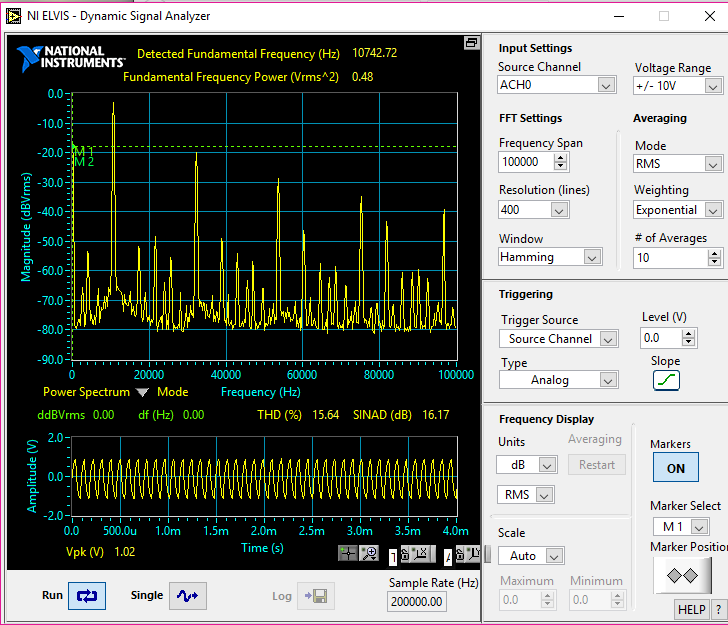 NI ELVIS - Dynamic Signal Analyzer
NATIONAL INSTRUMENTS
Detected Fundamental Frequency (Hz) 10742.72
Fundamental Frequency Power (Vrms^2) 0.48
Magnitude (dBVrms)
0.0
-10.0
-20.0
-30.0
-40.0
-50.0
-60.0
-70.0
-80.0
-90.0
M 1
M 2
0 20000 40000 60000 80000 100000
Power Spectrum Mode Frequency (Hz)
ddBVrms 0.00 df (Hz) 0.00 THD (%) 15.64 SINAD (dB) 16.17
Amplitude (V)
2.0
0.0
-2.0
0.0 500.0u 1.0m 1.5m 2.0m 2.5m 3.0m 3.5m 4.0m
Vpk (V) 1.02 Time (s)
Run Single Log
Sample Rate (Hz)
200000.00
Input Settings
Source Channel
ACH0
Voltage Range
+/- 10V
FFT Settings
Frequency Span
100000
Resolution (lines)
400
Window
Hamming
Averaging
Mode
RMS
Weighting
Exponential
# of Averages
10
Triggering
Trigger Source
Source Channel
Type
Analog
Level (V)
0.0
Slope
Frequency Display
Units
dB
RMS
Averaging
Restart
Markers
ON
Marker Select
M 1
Marker Positio
Scale
Auto
Maximum Minimum
0.0 0.0
HELP ?